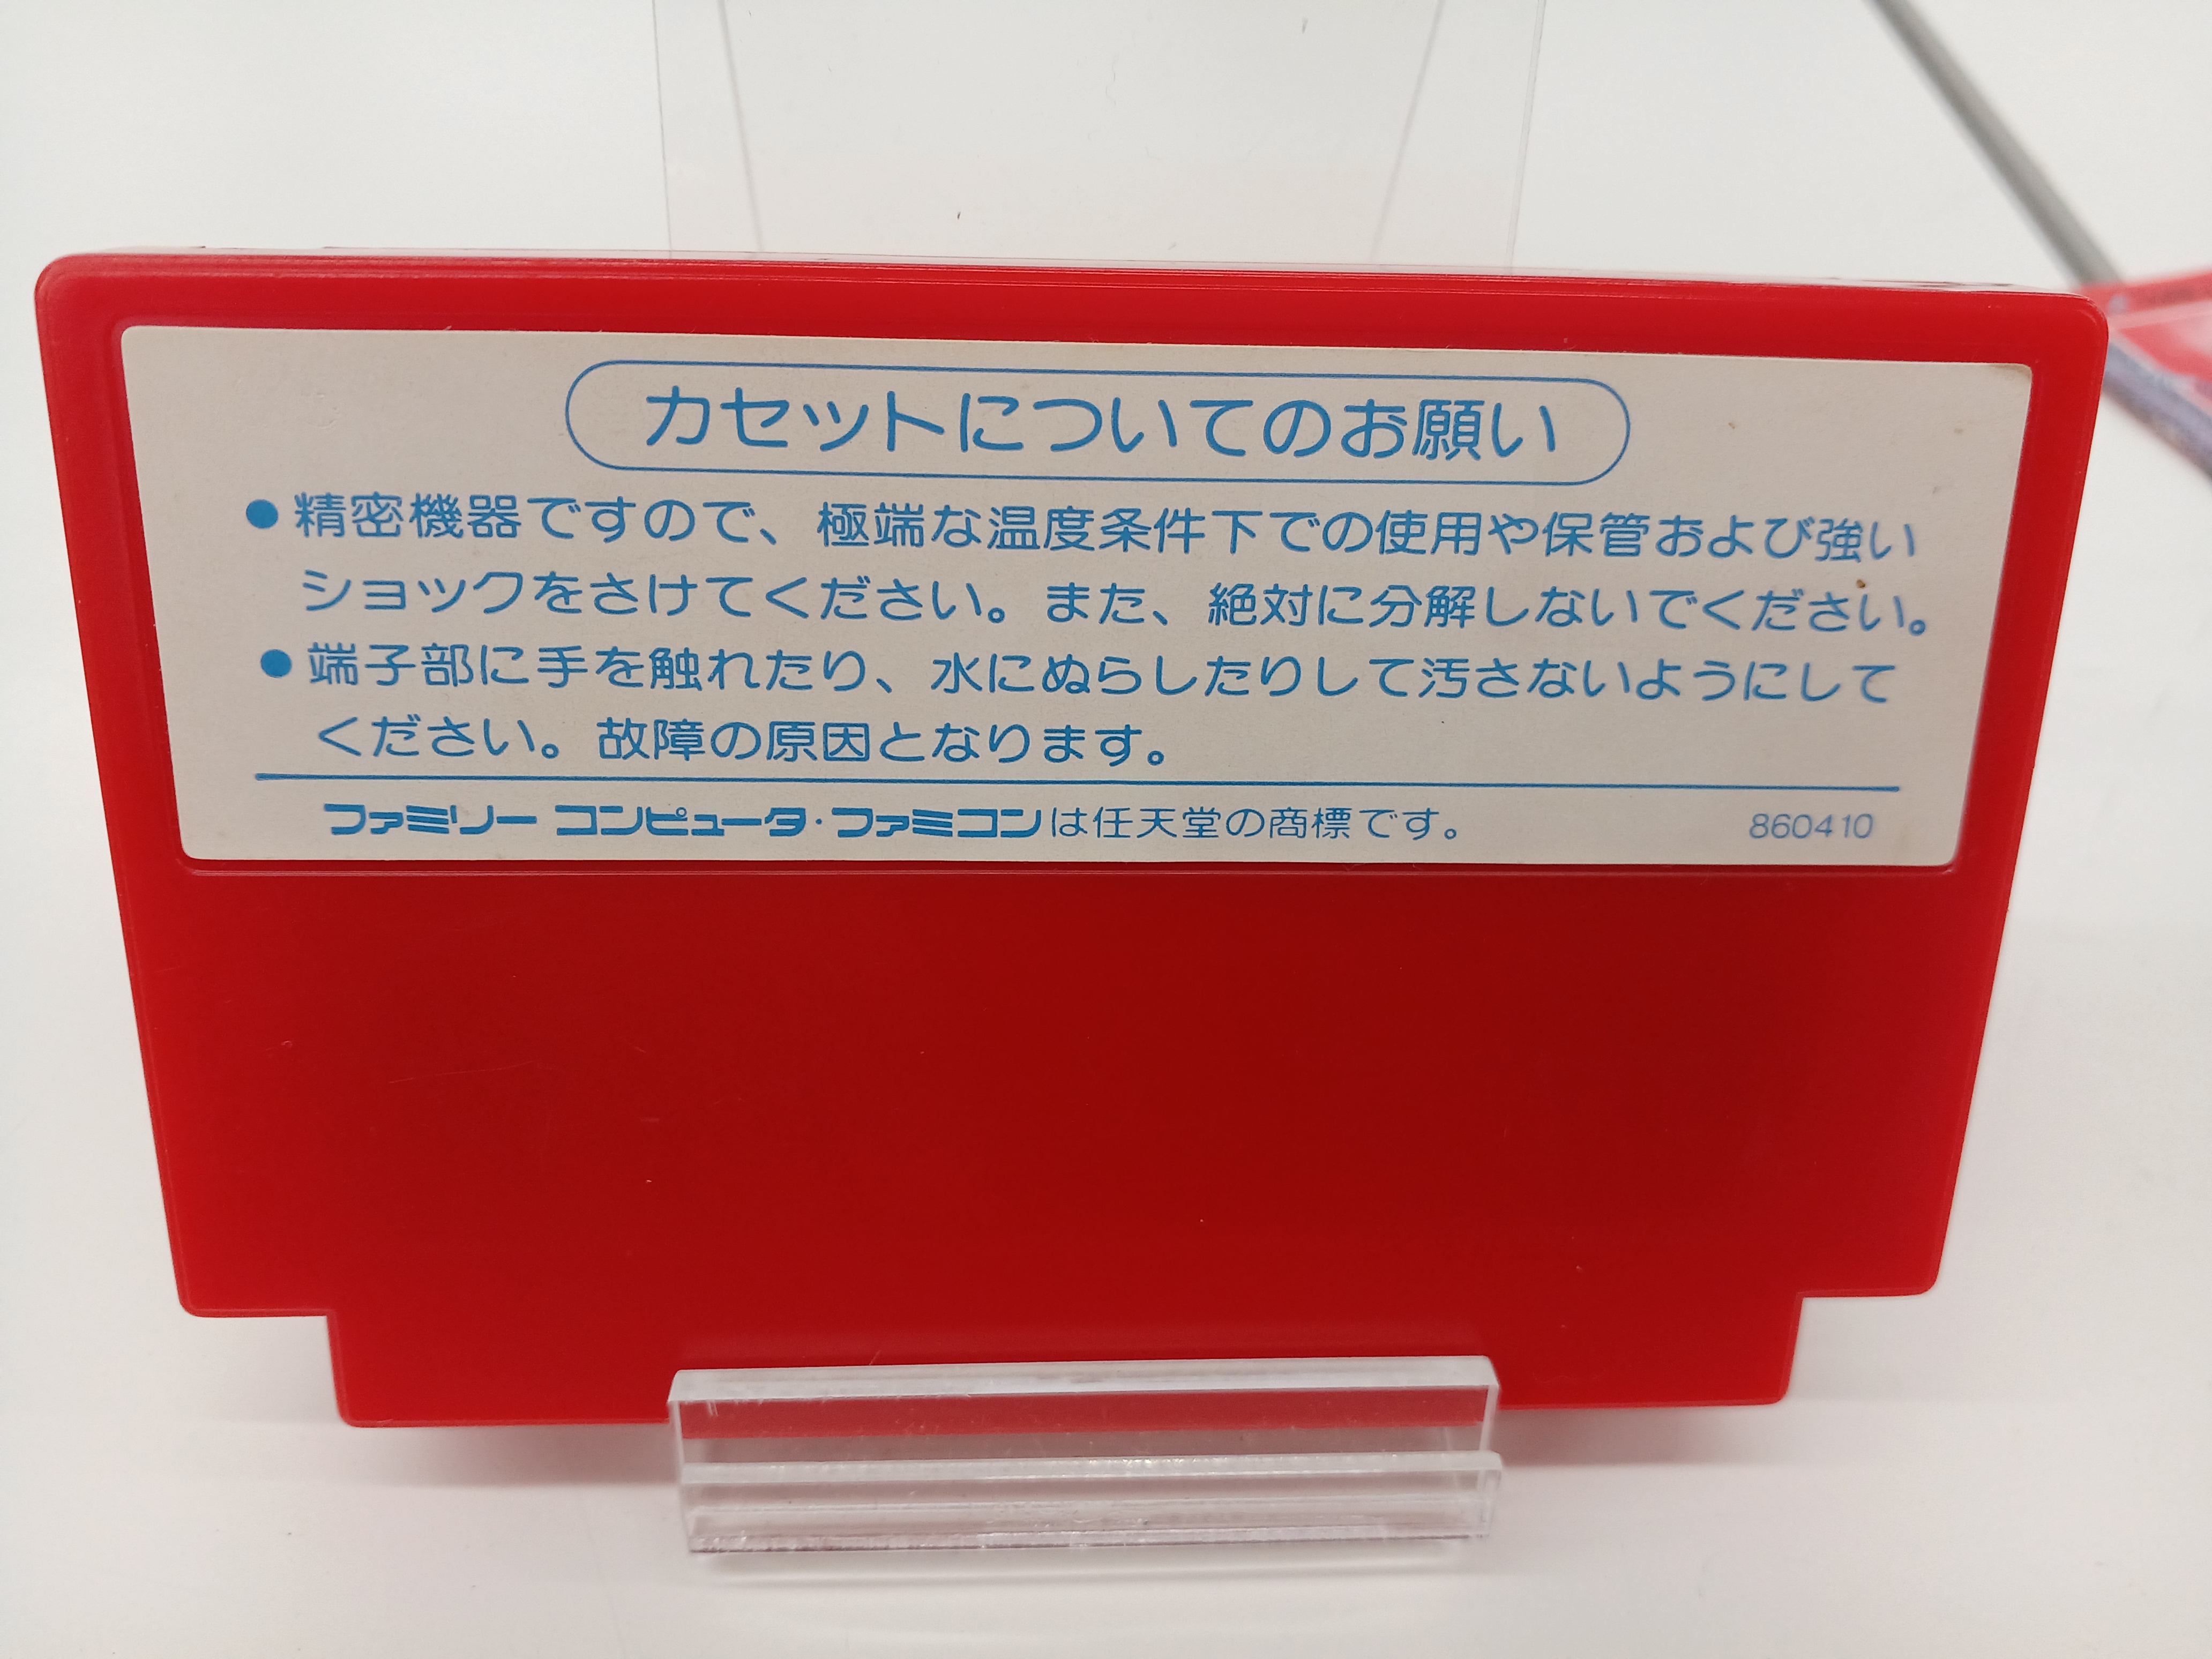 カセットについてのお願い
●精密機器ですので、極端な温度条件下での使用や保管および強い
ショックをさけてください。また、絶対に分解しないでください。
●端子部に手を触れたり、水にぬらしたりして汚さないようにして
ください。故障の原因となります。
ファミリー コンピュータ・ファミコンは任天堂の商標です。 860410